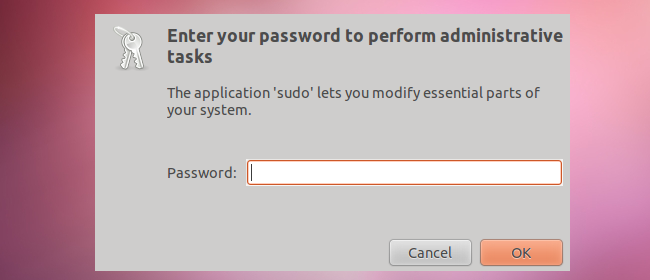 Enter your password to perform administrative
tasks
The application 'sudo' lets you modify essential parts of
your system.
Password:
Cancel OK